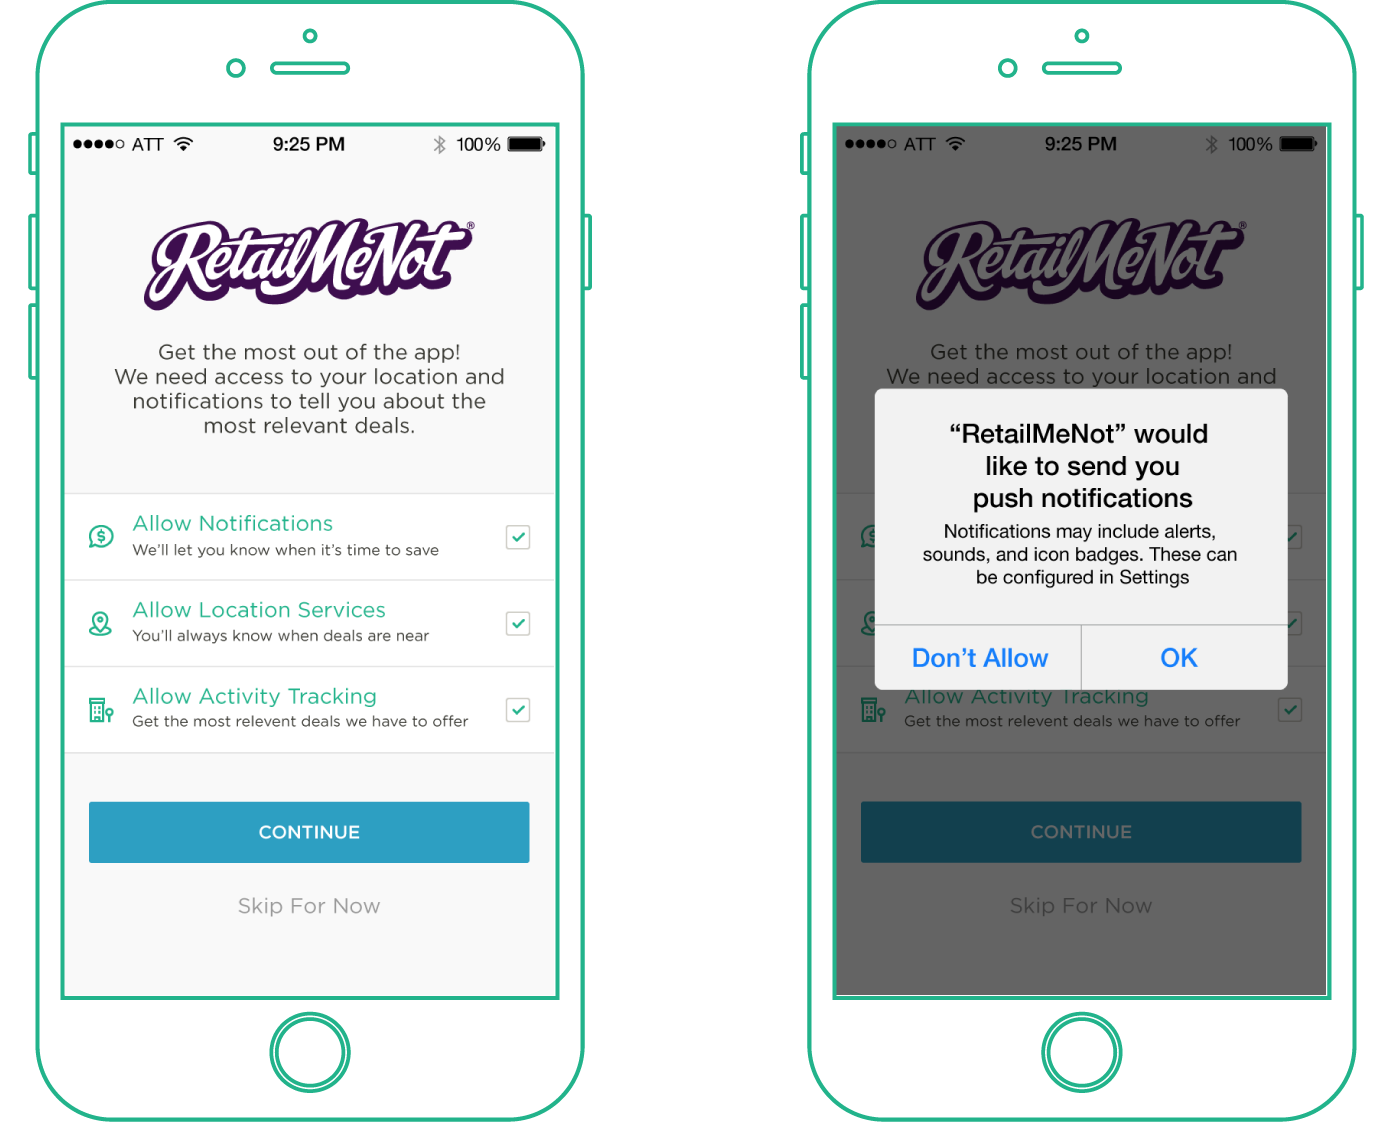 ATT 9:25 PM 100%
RetailMeNot®
Get the most out of the app!
We need access to your location and
notifications to tell you about the
most relevant deals.
Allow Notifications
We'll let you know when it's time to save
Allow Location Services
You'll always know when deals are near
Allow Activity Tracking
Get the most relevent deals we have to offer
CONTINUE
Skip For Now
ATT 9:25 PM 100%
RetailMeNot®
Get the most out of the app!
We need access to your location and
“RetailMeNot” would
like to send you
push notifications
Notifications may include alerts,
sounds, and icon badges. These can
be configured in Settings
Don't Allow OK
Allow Activity Tracking
Get the most relevent deals we have to offer
CONTINUE
Skip For Now